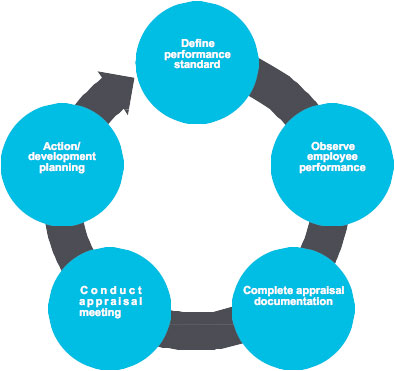 Define
performance
standard
Observe
employee
performance
Complete appraisal
documentation
Conduct
appraisal
meeting
Action/
development
planning